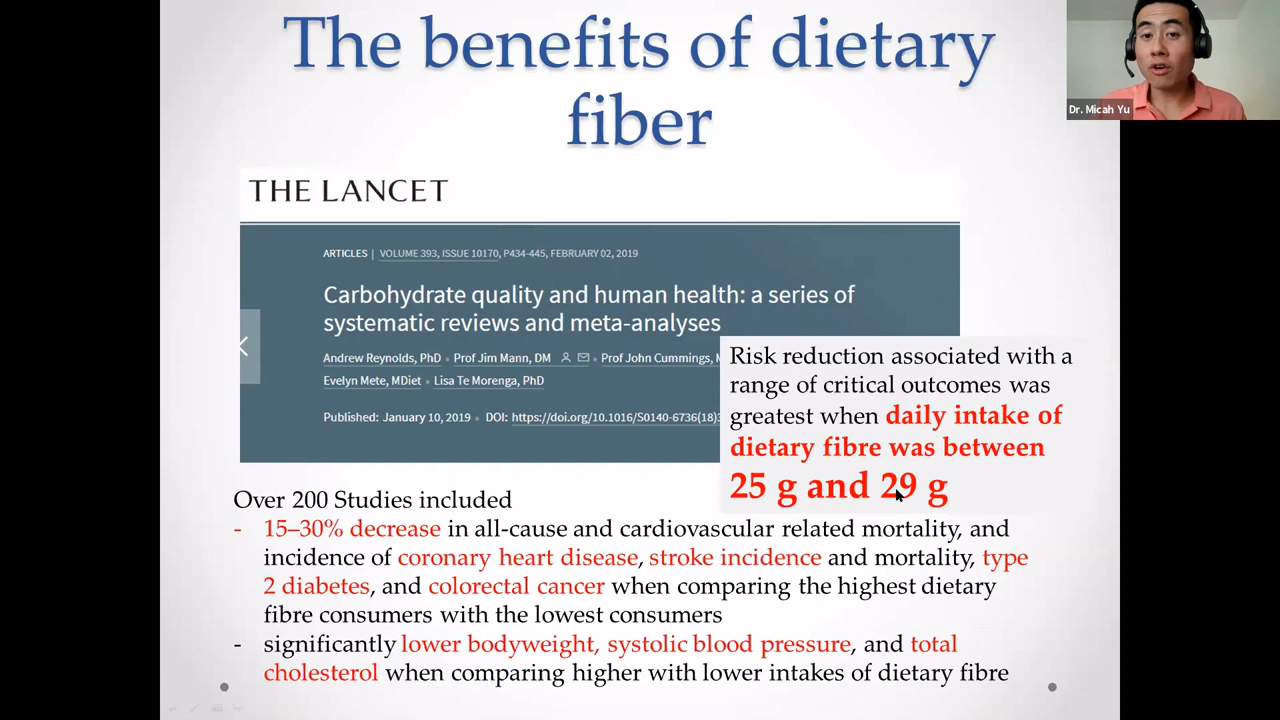 The benefits of dietary
fiber
Dr. Micah Yu
THE LANCET
ARTICLES | VOLUME 393, ISSUE 10170, P434-445, FEBRUARY 02, 2019
Carbohydrate quality and human health: a series of
systematic reviews and meta-analyses
Andrew Reynolds, PhD • Prof Jim Mann, DM • Prof John Cummings,
Evelyn Mete, MDiet • Lisa Te Morenga, PhD
Published: January 10, 2019 • DOI: https://doi.org/10.1016/S0140-6736(18)
Risk reduction associated with a
range of critical outcomes was
greatest when daily intake of
dietary fibre was between
25 g and 29 g
Over 200 Studies included
- 15–30% decrease in all-cause and cardiovascular related mortality, and
incidence of coronary heart disease, stroke incidence and mortality, type
2 diabetes, and colorectal cancer when comparing the highest dietary
fibre consumers with the lowest consumers
- significantly lower bodyweight, systolic blood pressure, and total
cholesterol when comparing higher with lower intakes of dietary fibre